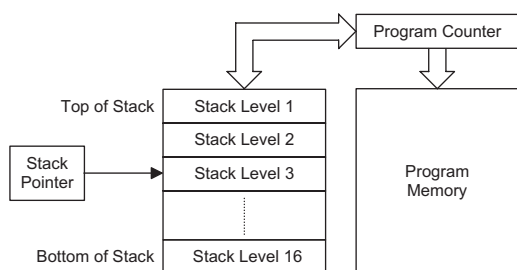 Program Counter
Top of Stack
Stack Level 1
Stack Level 2
Stack
Pointer
Stack Level 3
Program
Memory
Bottom of Stack
Stack Level 16